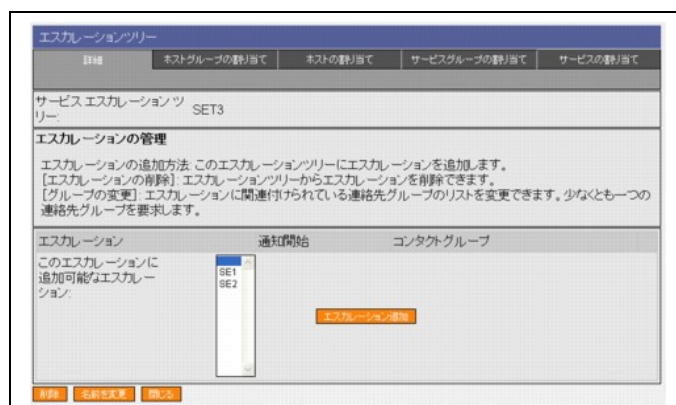 エスカレーションツリー
詳細 ホストグループの割り当て ホストの割り当て サービスグループの割り当て サービスの割り当て
サービス エスカレーション ツ
リー: SET3
エスカレーションの管理
エスカレーションの追加方法: このエスカレーションツリーにエスカレーションを追加します。
[エスカレーションの削除]: エスカレーションツリーからエスカレーションを削除できます。
[グループの変更]: エスカレーションに関連付けられている連絡先グループのリストを変更できます。少なくとも一つの
連絡先グループを要求します。
エスカレーション 通知開始 コンタクトグループ
このエスカレーションに
追加可能なエスカレー
ション:
SE1
SE2
エスカレーション追加
削除 名前を変更 閉じる